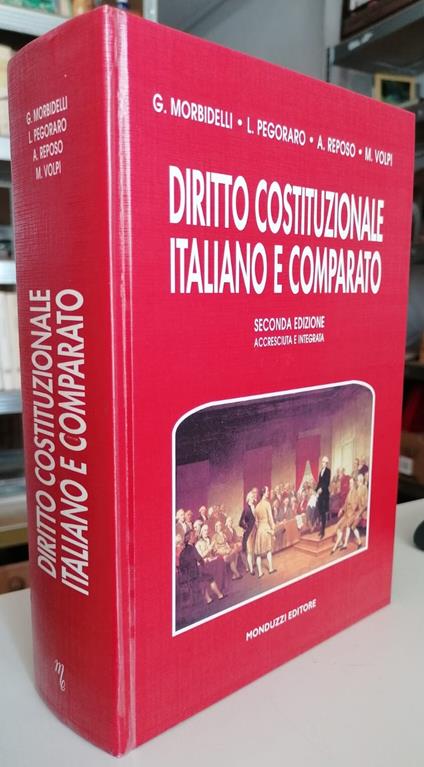 G. MORBIDELLI
L. PEGORARO
A. REPOSO
M. VOLPI
DIRITTO COSTITUZIONALE
ITALIANO E COMPARATO
G. MORBIDELLI • L. PEGORARO • A. REPOSO • M. VOLPI
DIRITTO COSTITUZIONALE
ITALIANO E COMPARATO
SECONDA EDIZIONE
ACCRESCIUTA E INTEGRATA
MONDUZZI EDITORE